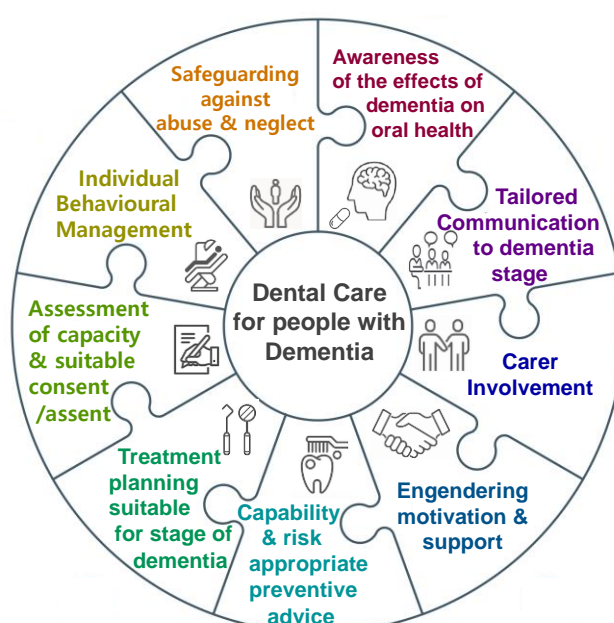 Dental Care
for people with
Dementia
Awareness
of the effects of
dementia on
oral health
Tailored
Communication
to dementia
stage
Carer
Involvement
Engendering
motivation &
support
Capability
& risk
appropriate
preventive
advice
Treatment
planning
suitable
for stage of
dementia
Assessment
of capacity
& suitable
consent
/assent
Individual
Behavioural
Management
Safeguarding
against
abuse & neglect